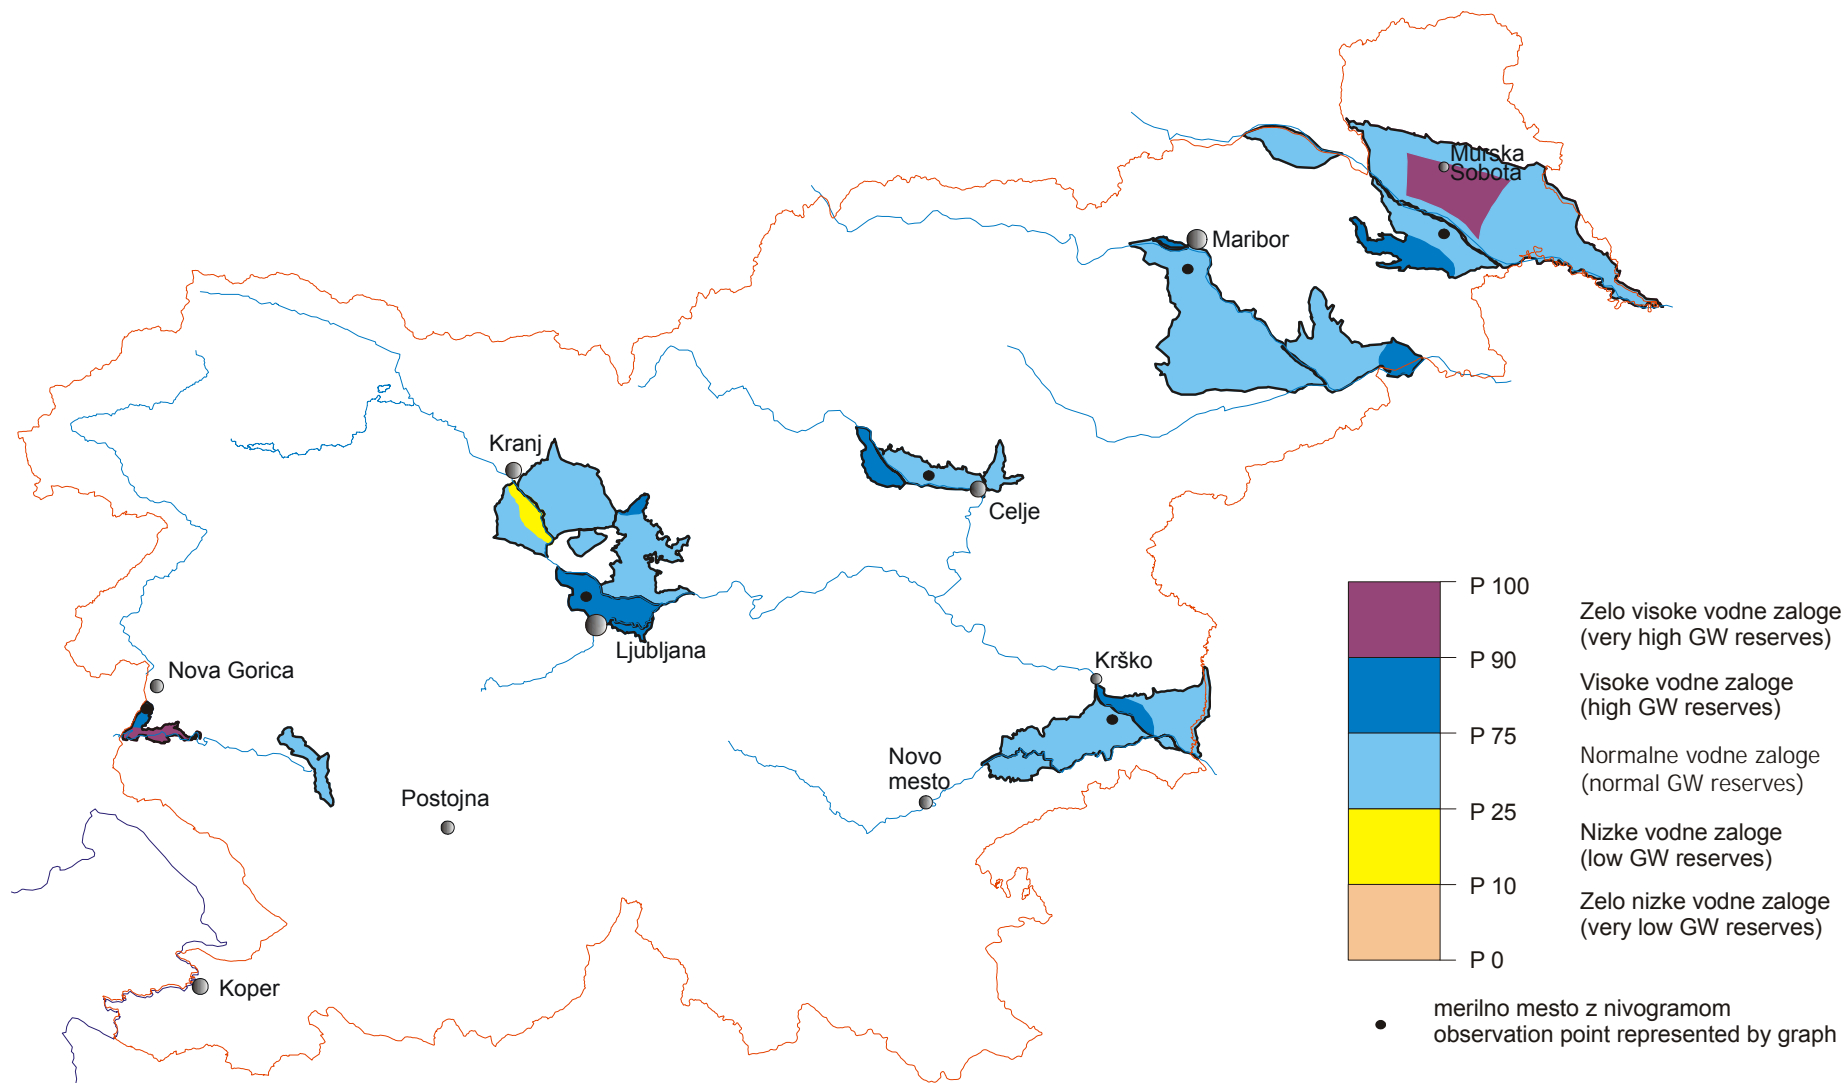 Murska
Sobota
Maribor
Kranj
Celje
Ljubljana
Nova Gorica
Krško
Novo
mesto
Postojna
Koper
P 100
Zelo visoke vodne zaloge
(very high GW reserves)
P 90
Visoke vodne zaloge
(high GW reserves)
P 75
Normalne vodne zaloge
(normal GW reserves)
P 25
Nizke vodne zaloge
(low GW reserves)
P 10
Zelo nizke vodne zaloge
(very low GW reserves)
P 0
merilno mesto z nivogramom
observation point represented by graph